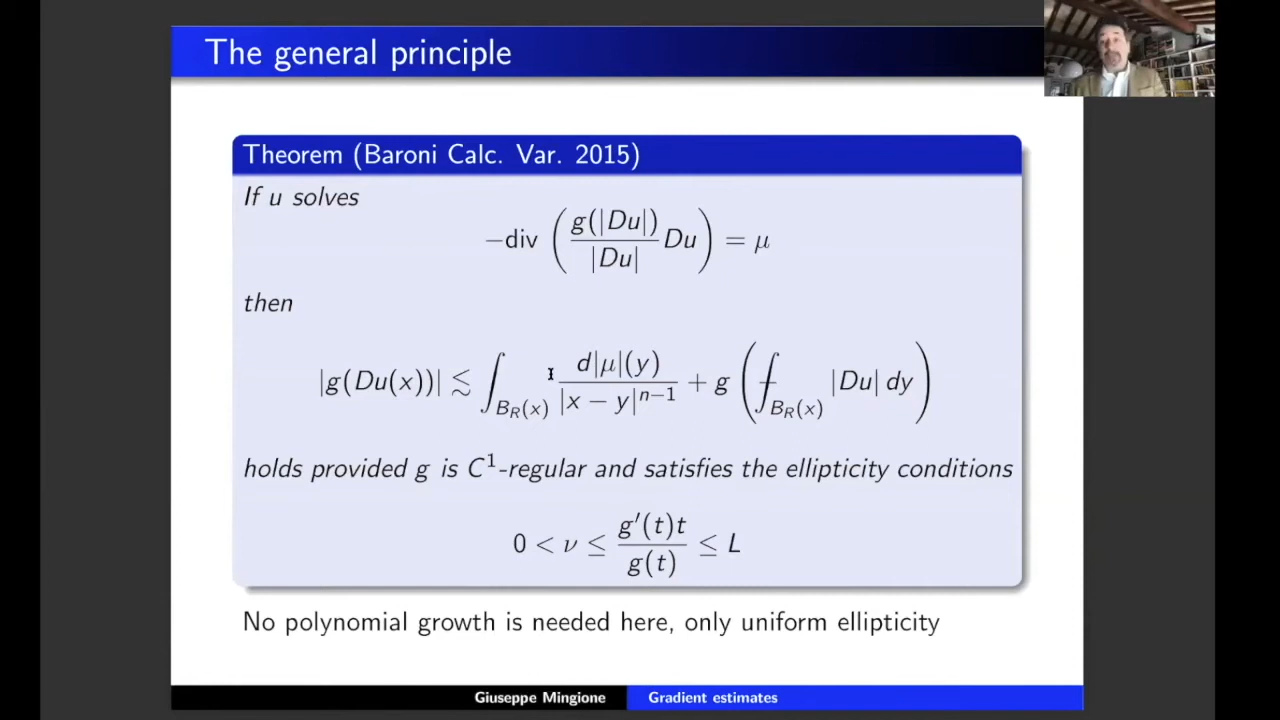 The general principle
Theorem (Baroni Calc. Var. 2015)
If u solves
−div ( g(|Du|) / |Du| Du ) = μ
then
|g(Du(x))| ≲ ∫_{B_R(x)} d|μ|(y) / |x − y|^{n−1} + g ( ⨍_{B_R(x)} |Du| dy )
holds provided g is C¹-regular and satisfies the ellipticity conditions
0 < ν ≤ g′(t)t / g(t) ≤ L
No polynomial growth is needed here, only uniform ellipticity
Giuseppe Mingione Gradient estimates